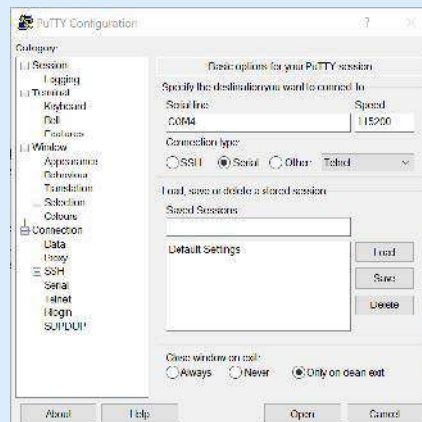 PuTTY Configuration
? ×
Category:
Session
Logging
Terminal
Keyboard
Bell
Features
Window
Appearance
Behaviour
Translation
Selection
Colours
Connection
Data
Proxy
SSH
Serial
Telnet
Rlogin
SUPDUP
Basic options for your PuTTY session
Specify the destination you want to connect to
Serial line Speed
COM4 115200
Connection type:
SSH Serial Other: Telnet
Load, save or delete a stored session
Saved Sessions
Default Settings
Load
Save
Delete
Close window on exit:
Always Never Only on clean exit
About Help Open Cancel